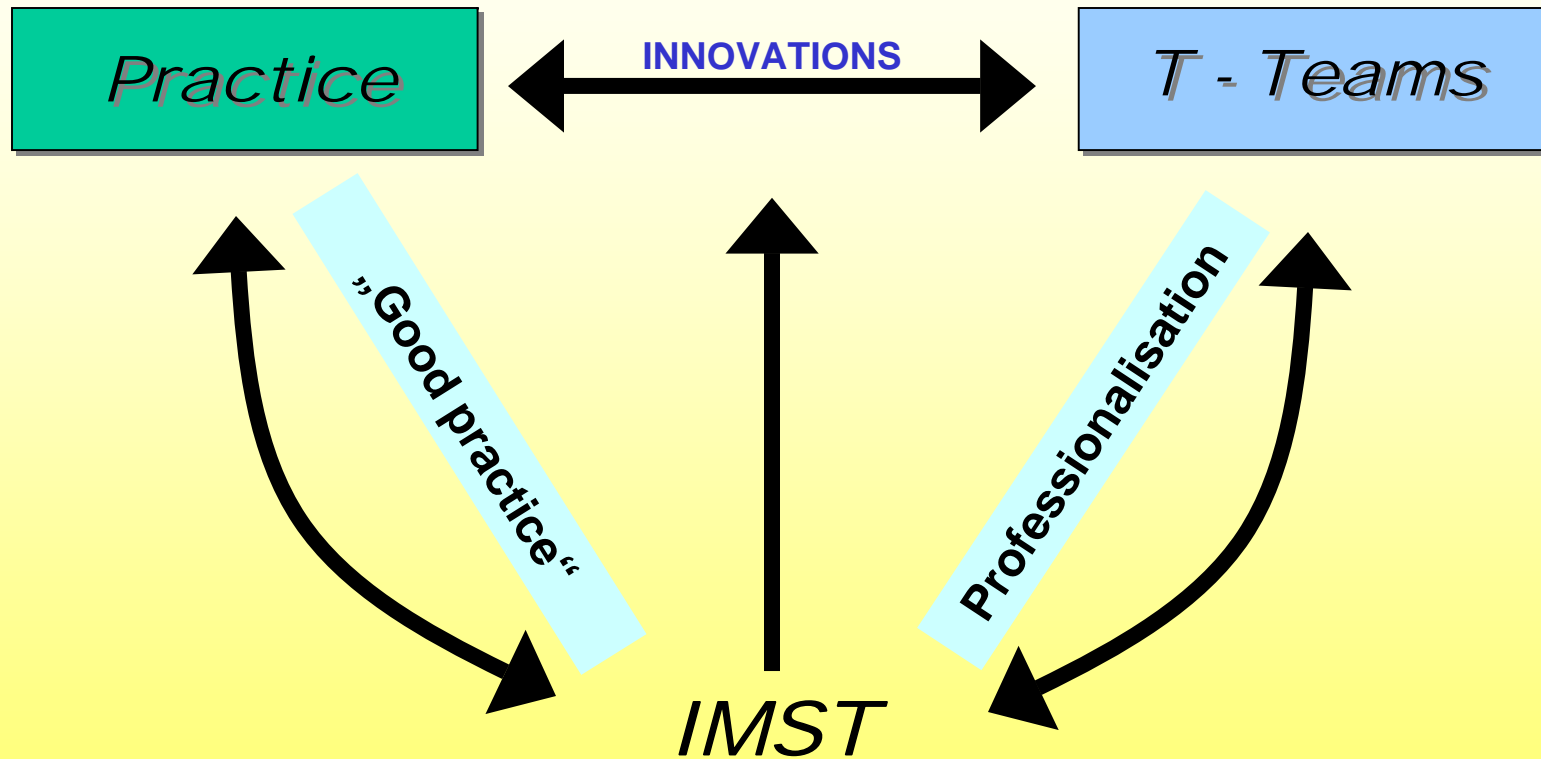 Practice
INNOVATIONS
T - Teams
„Good practice“
Professionalisation
IMST